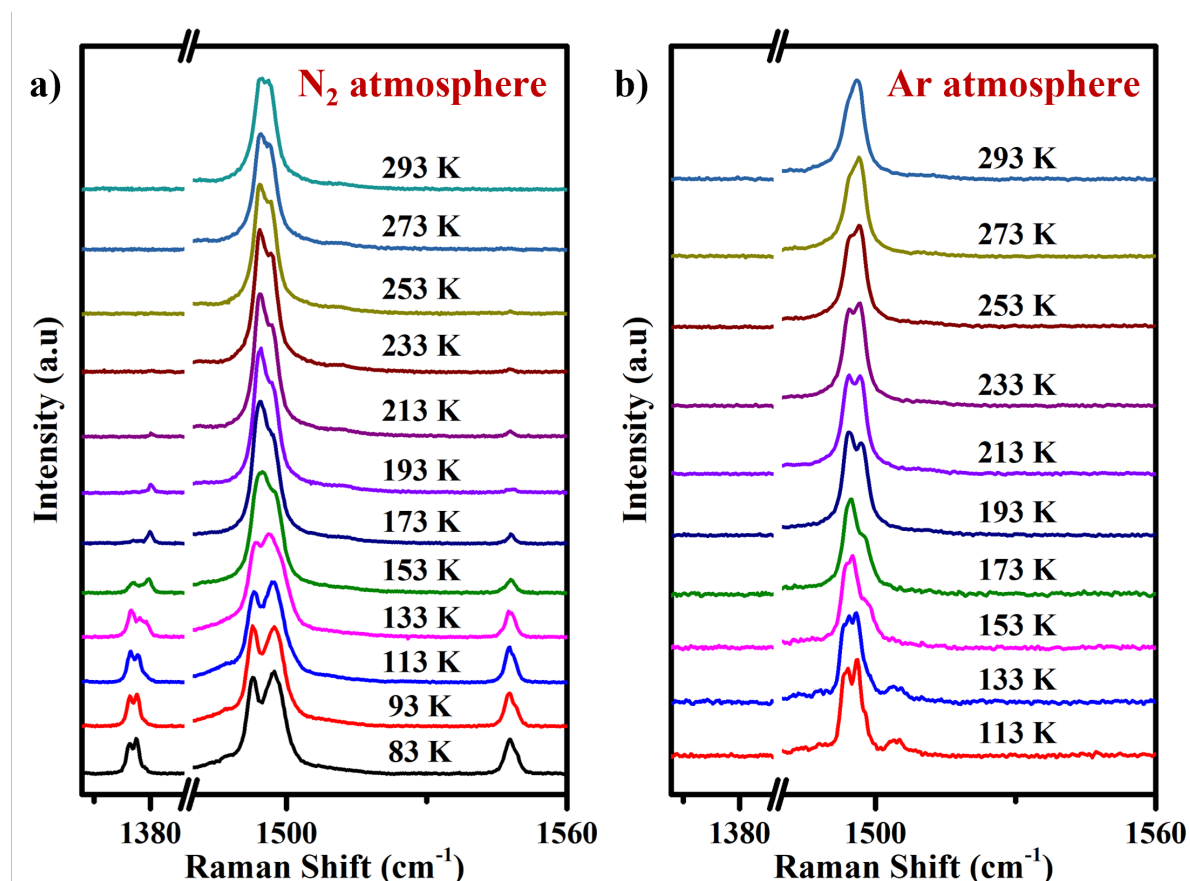 a)
N₂ atmosphere
293 K
273 K
253 K
233 K
213 K
193 K
173 K
153 K
133 K
113 K
93 K
83 K
Intensity (a.u)
1380
1500
1560
Raman Shift (cm⁻¹)
b)
Ar atmosphere
293 K
273 K
253 K
233 K
213 K
193 K
173 K
153 K
133 K
113 K
Intensity (a.u)
1380
1500
1560
Raman Shift (cm⁻¹)